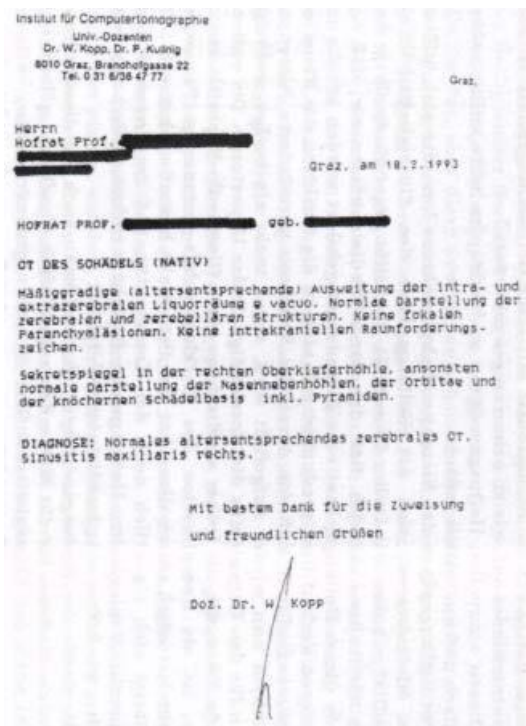 Institut für Computertomographie
Univ.-Dozenten
Dr. W. Kopp, Dr. P. Kullnig
8010 Graz, Brandhofgasse 22
Tel. 0 31 6/36 47 77
Graz,
Herrn
Hofrat Prof.
Graz, am 18.2.1993
HOFRAT PROF. geb.
CT DES SCHÄDELS (NATIV)
Mäßiggradige (altersentsprechende) Ausweitung der intra- und
extrazerebralen Liquorräume e vacuo. Normlae Darstellung der
zerebralen und zerebellären Strukturen. Keine fokalen
Parenchymläsionen. Keine intrakraniellen Raumforderungs-
zeichen.
Sekretspiegel in der rechten Oberkieferhöhle, ansonsten
normale Darstellung der Nasennebenhöhlen, der Orbitae und
der knöchernen Schädelbasis inkl. Pyramiden.
DIAGNOSE: Normales altersentsprechendes zerebrales CT.
Sinusitis maxillaris rechts.
Mit bestem Dank für die Zuweisung
und freundlichen Grüßen
Doz. Dr. W. Kopp